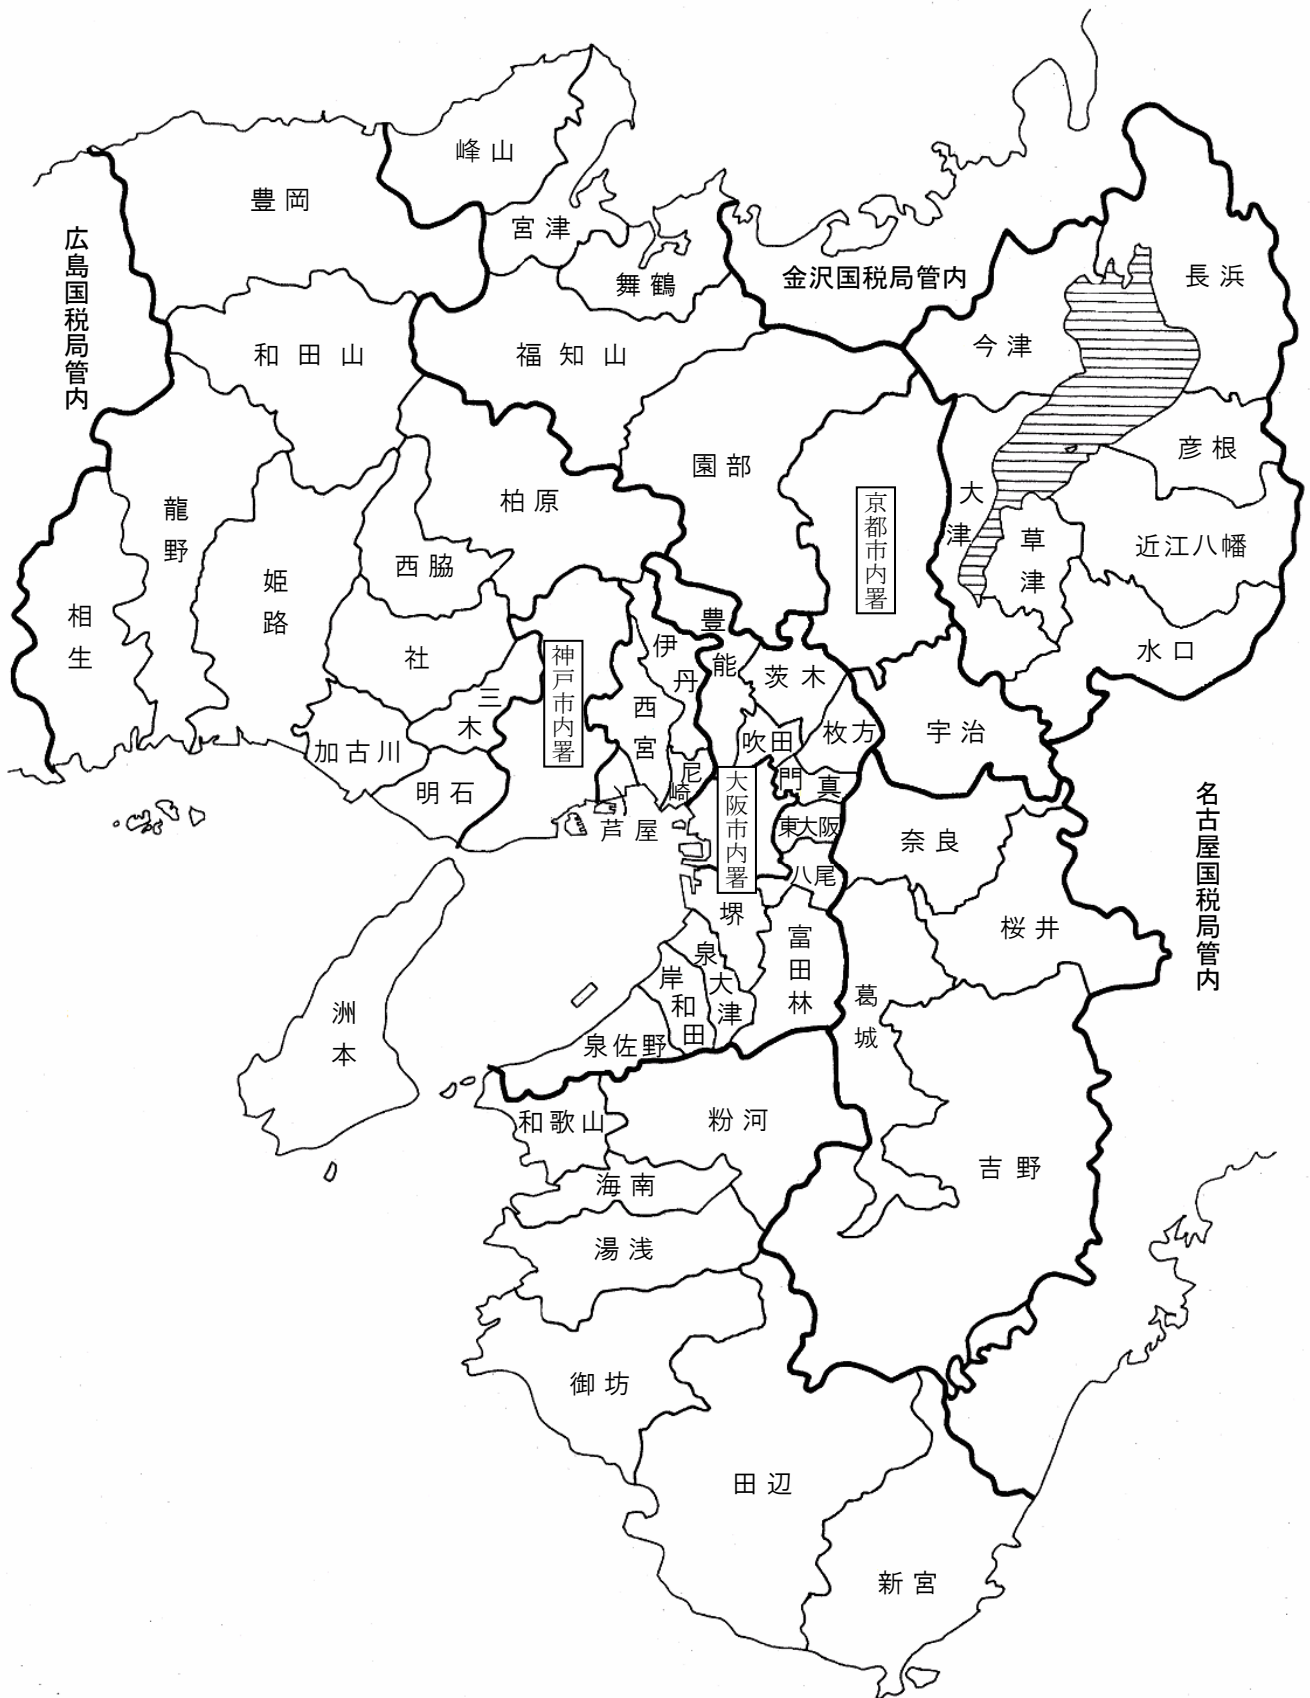 峰山
豊岡
宮津
舞鶴
広島国税局管内
金沢国税局管内
長浜
和田山
福知山
今津
園部
彦根
柏原
龍野
京都市内署
大津
草津
近江八幡
西脇
姫路
相生
社
水口
神戸市内署
伊丹
豊能
茨木
三木
西宮
吹田
枚方
宇治
加古川
明石
尼崎
芦屋
大阪市内署
門真
東大阪
八尾
奈良
名古屋国税局管内
堺
富田林
桜井
泉大津
岸和田
泉佐野
葛城
洲本
和歌山
粉河
海南
吉野
湯浅
御坊
田辺
新宮